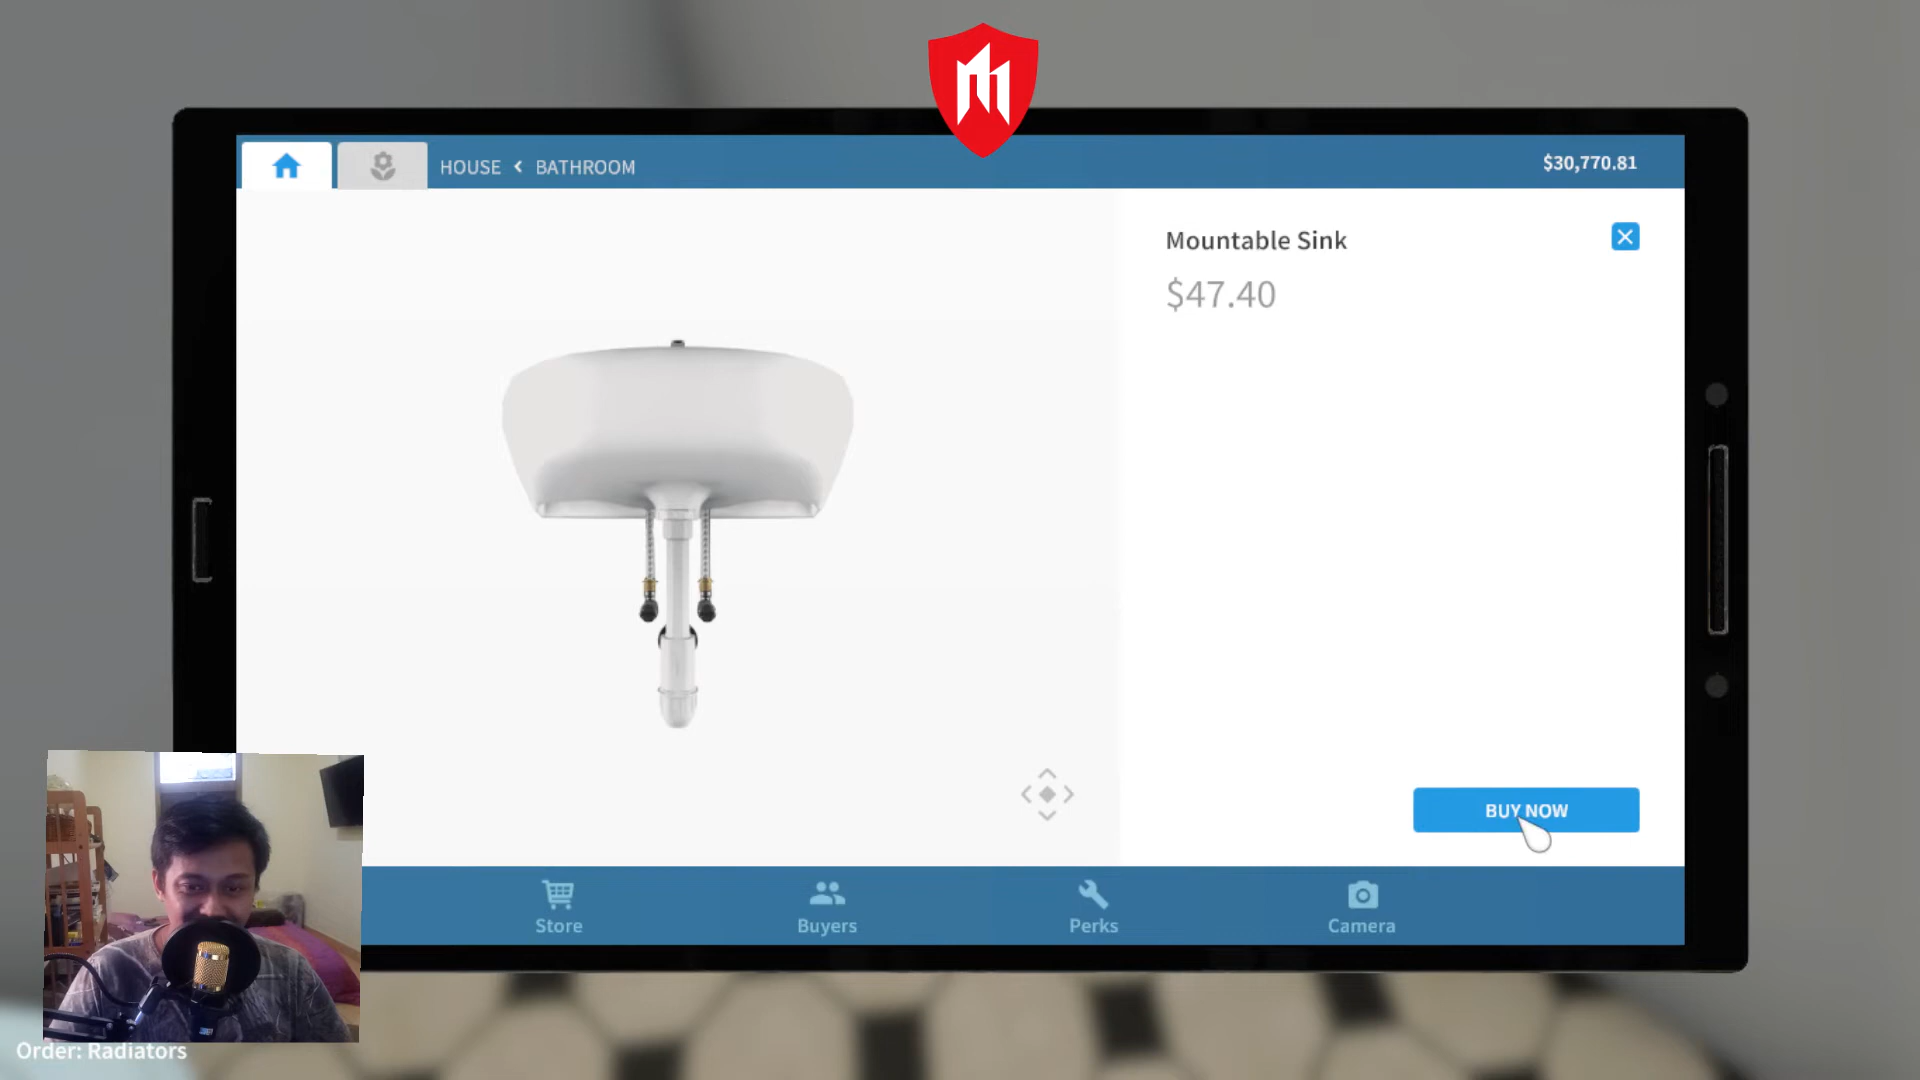 HOUSE < BATHROOM
$30,770.81
Mountable Sink
$47.40
BUY NOW
Store
Buyers
Perks
Camera
Order: Radiators